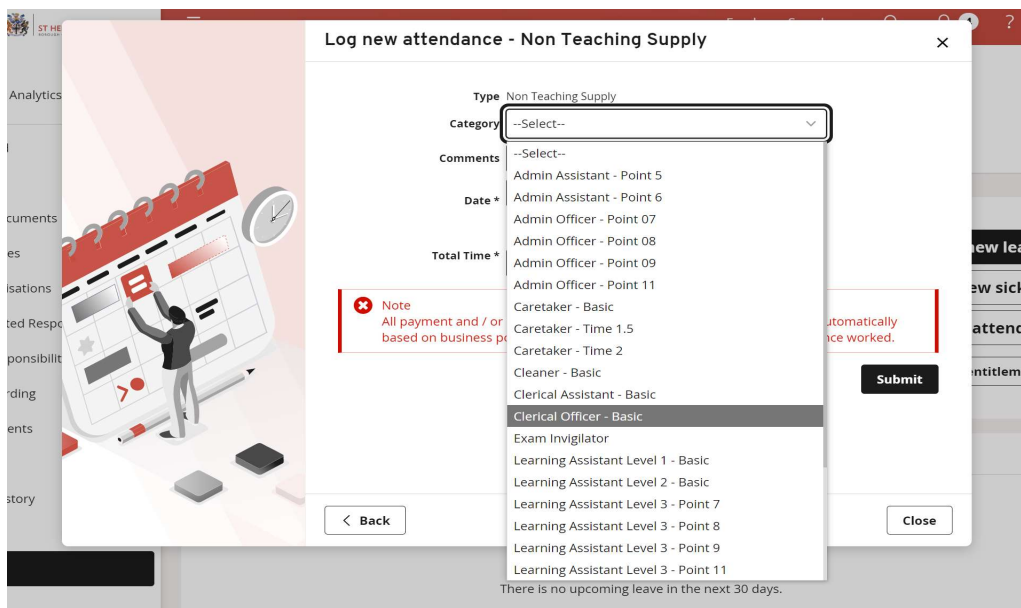 ST HE
Log new attendance - Non Teaching Supply
?
Analytics
Type Non Teaching Supply
Category --Select--
Comments
--Select--
Admin Assistant - Point 5
Date *
Admin Assistant - Point 6
cuments
Admin Officer - Point 07
Admin Officer - Point 08
es
new lea
Total Time *
Admin Officer - Point 09
isations
Admin Officer - Point 11
ew sick
Note
Caretaker - Basic
All payment and / or
utomatically
ted Respo
Caretaker - Time 1.5
attend
based on business po
nce worked.
ponsibilit
Caretaker - Time 2
Cleaner - Basic
Submit
entitlem
rding
Clerical Assistant - Basic
Clerical Officer - Basic
ents
Exam Invigilator
Learning Assistant Level 1 - Basic
Learning Assistant Level 2 - Basic
story
Learning Assistant Level 3 - Point 7
< Back
Learning Assistant Level 3 - Point 8
Close
Learning Assistant Level 3 - Point 9
Learning Assistant Level 3 - Point 11
There is no upcoming leave in the next 30 days.